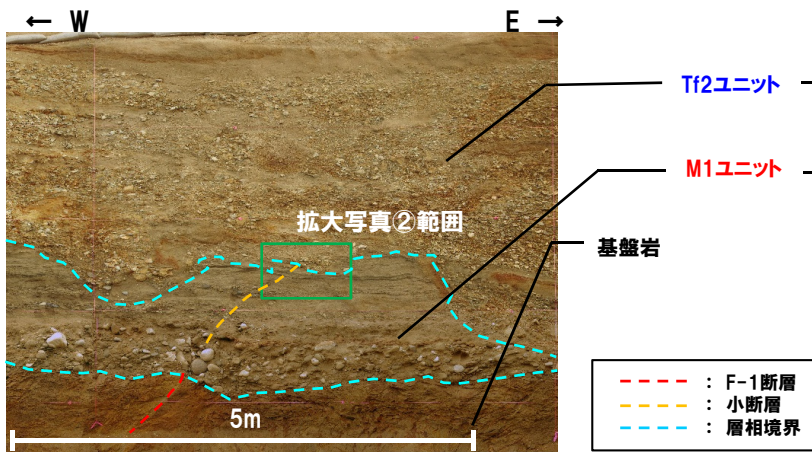 ← W
E →
Tf2ユニット
M1ユニット
拡大写真②範囲
基盤岩
5m
: F-1断層
: 小断層
: 層相境界